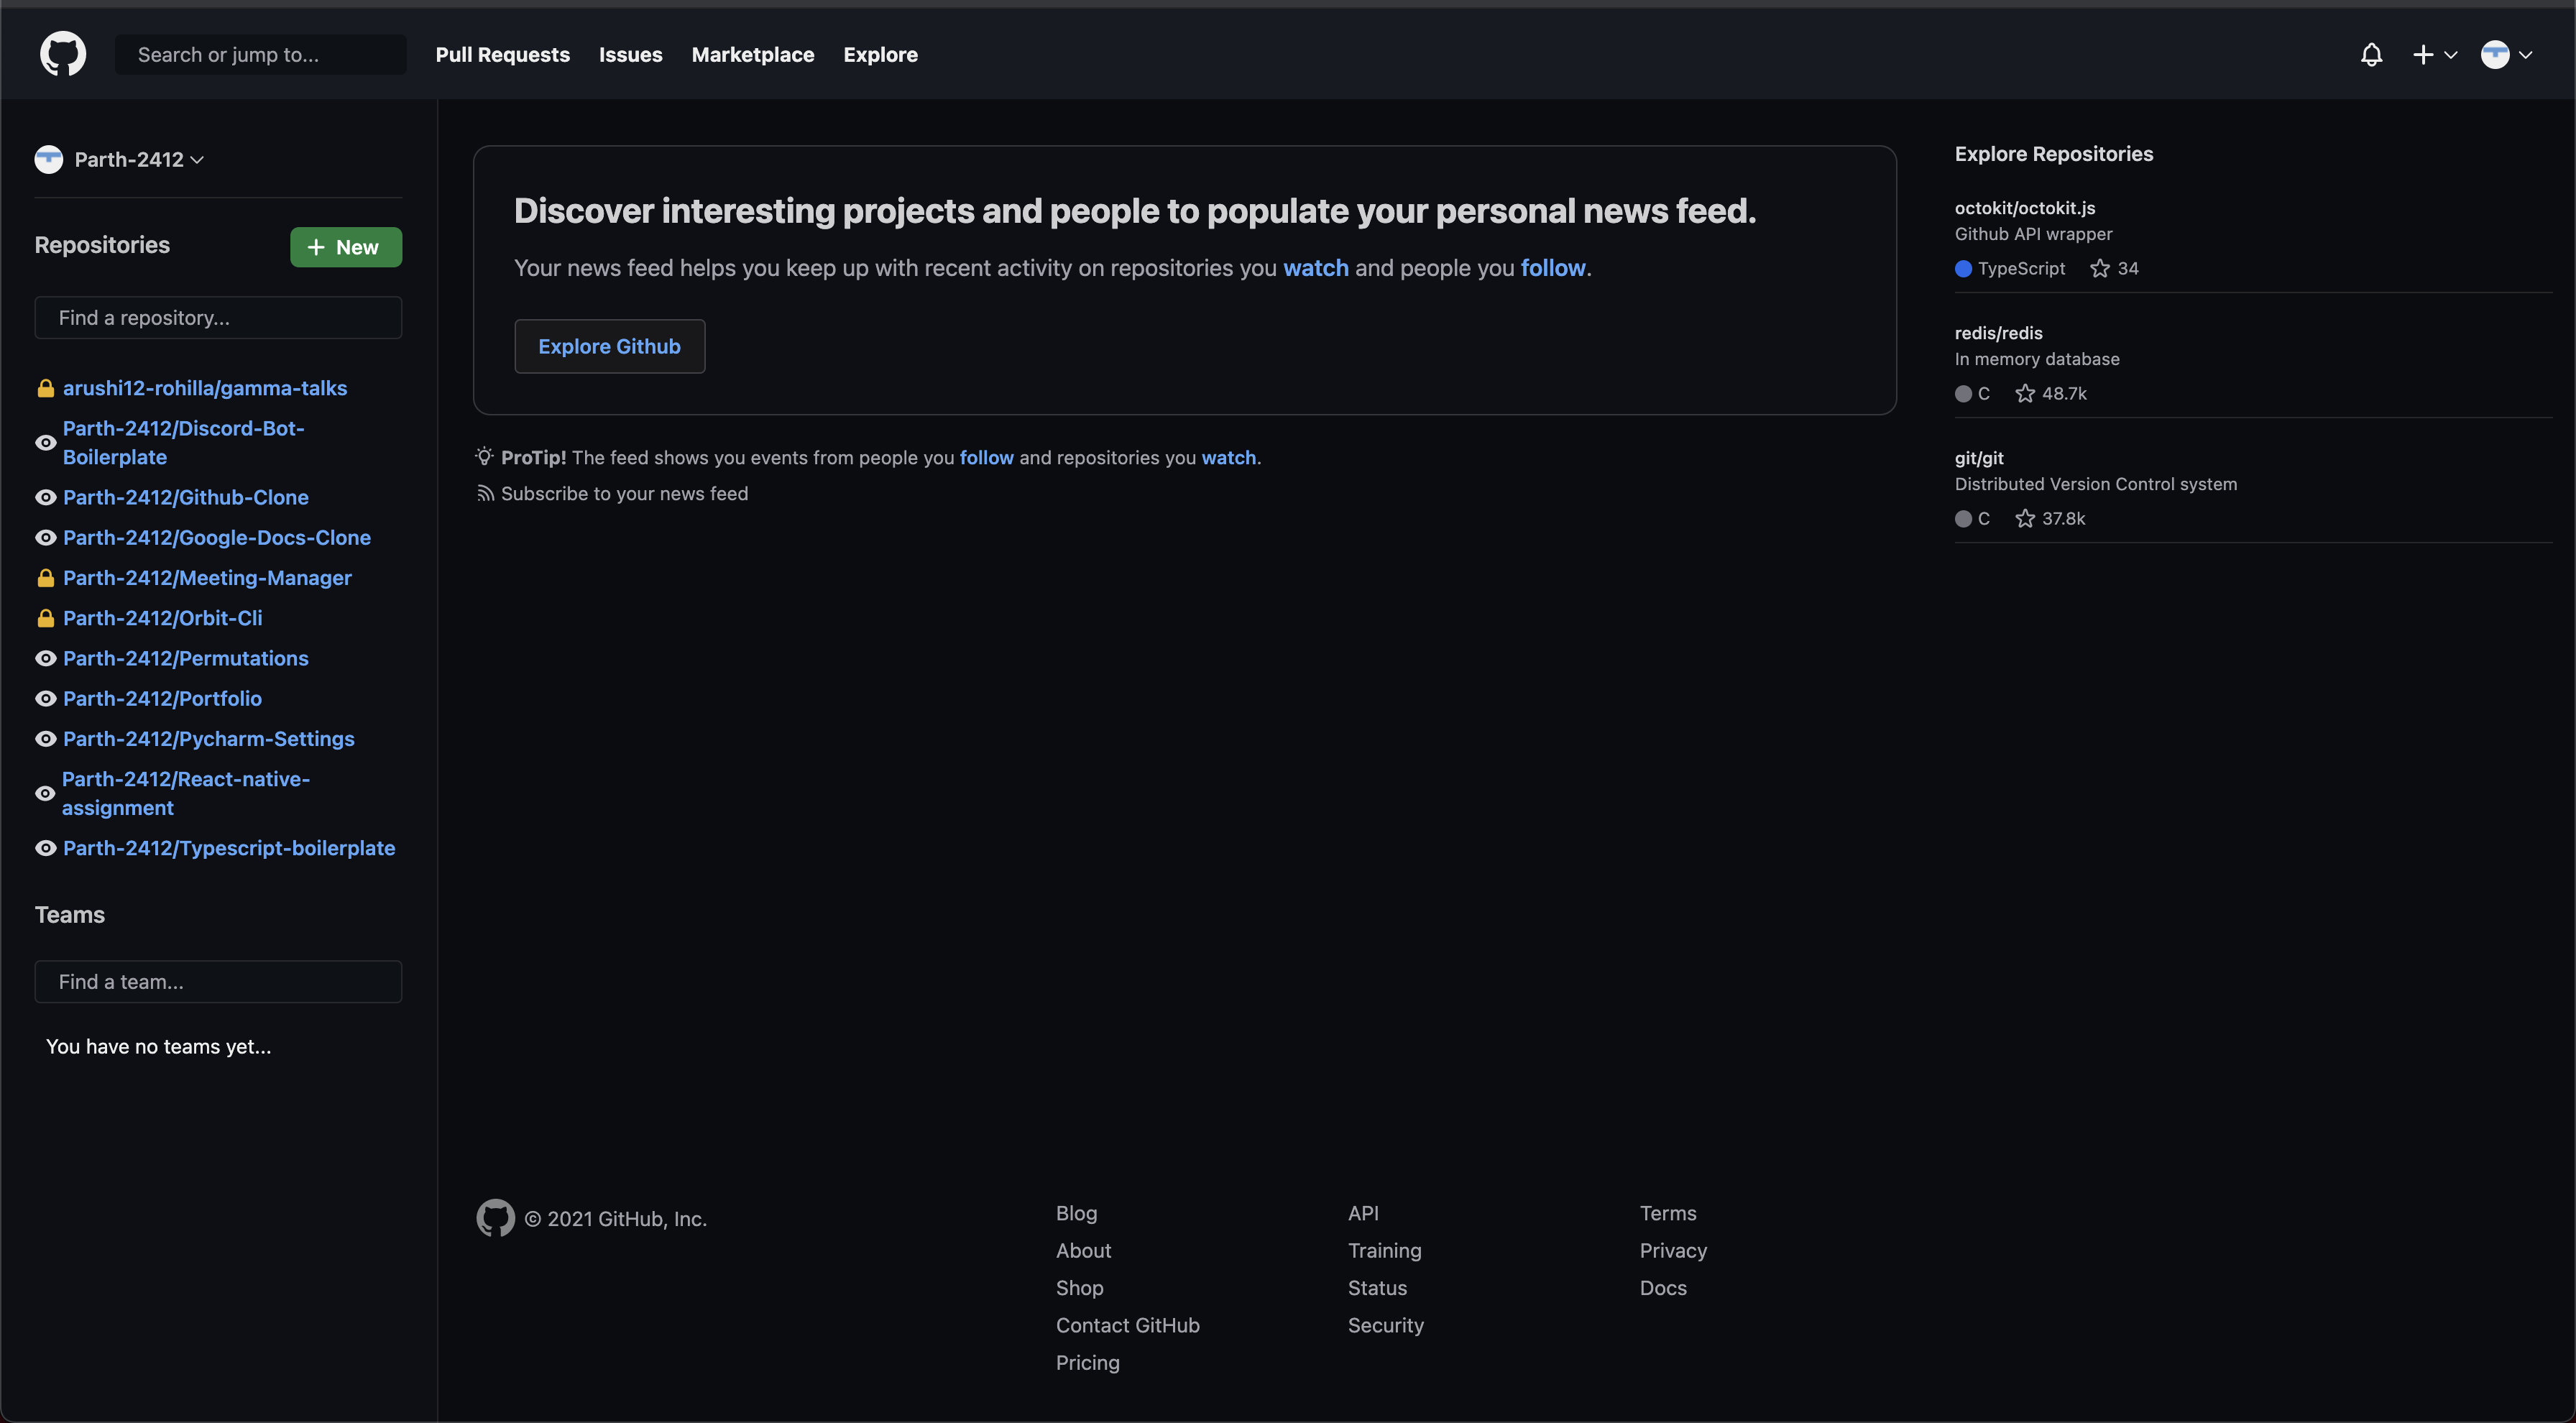 Search or jump to...
Pull Requests
Issues
Marketplace
Explore
Parth-2412
Repositories
New
Find a repository...
arushi12-rohilla/gamma-talks
Parth-2412/Discord-Bot-
Boilerplate
Parth-2412/Github-Clone
Parth-2412/Google-Docs-Clone
Parth-2412/Meeting-Manager
Parth-2412/Orbit-Cli
Parth-2412/Permutations
Parth-2412/Portfolio
Parth-2412/Pycharm-Settings
Parth-2412/React-native-
assignment
Parth-2412/Typescript-boilerplate
Teams
Find a team...
You have no teams yet...
Discover interesting projects and people to populate your personal news feed.
Your news feed helps you keep up with recent activity on repositories you watch and people you follow.
Explore Github
ProTip! The feed shows you events from people you follow and repositories you watch.
Subscribe to your news feed
Explore Repositories
octokit/octokit.js
Github API wrapper
TypeScript 34
redis/redis
In memory database
C 48.7k
git/git
Distributed Version Control system
C 37.8k
© 2021 GitHub, Inc.
Blog
About
Shop
Contact GitHub
Pricing
API
Training
Status
Security
Terms
Privacy
Docs